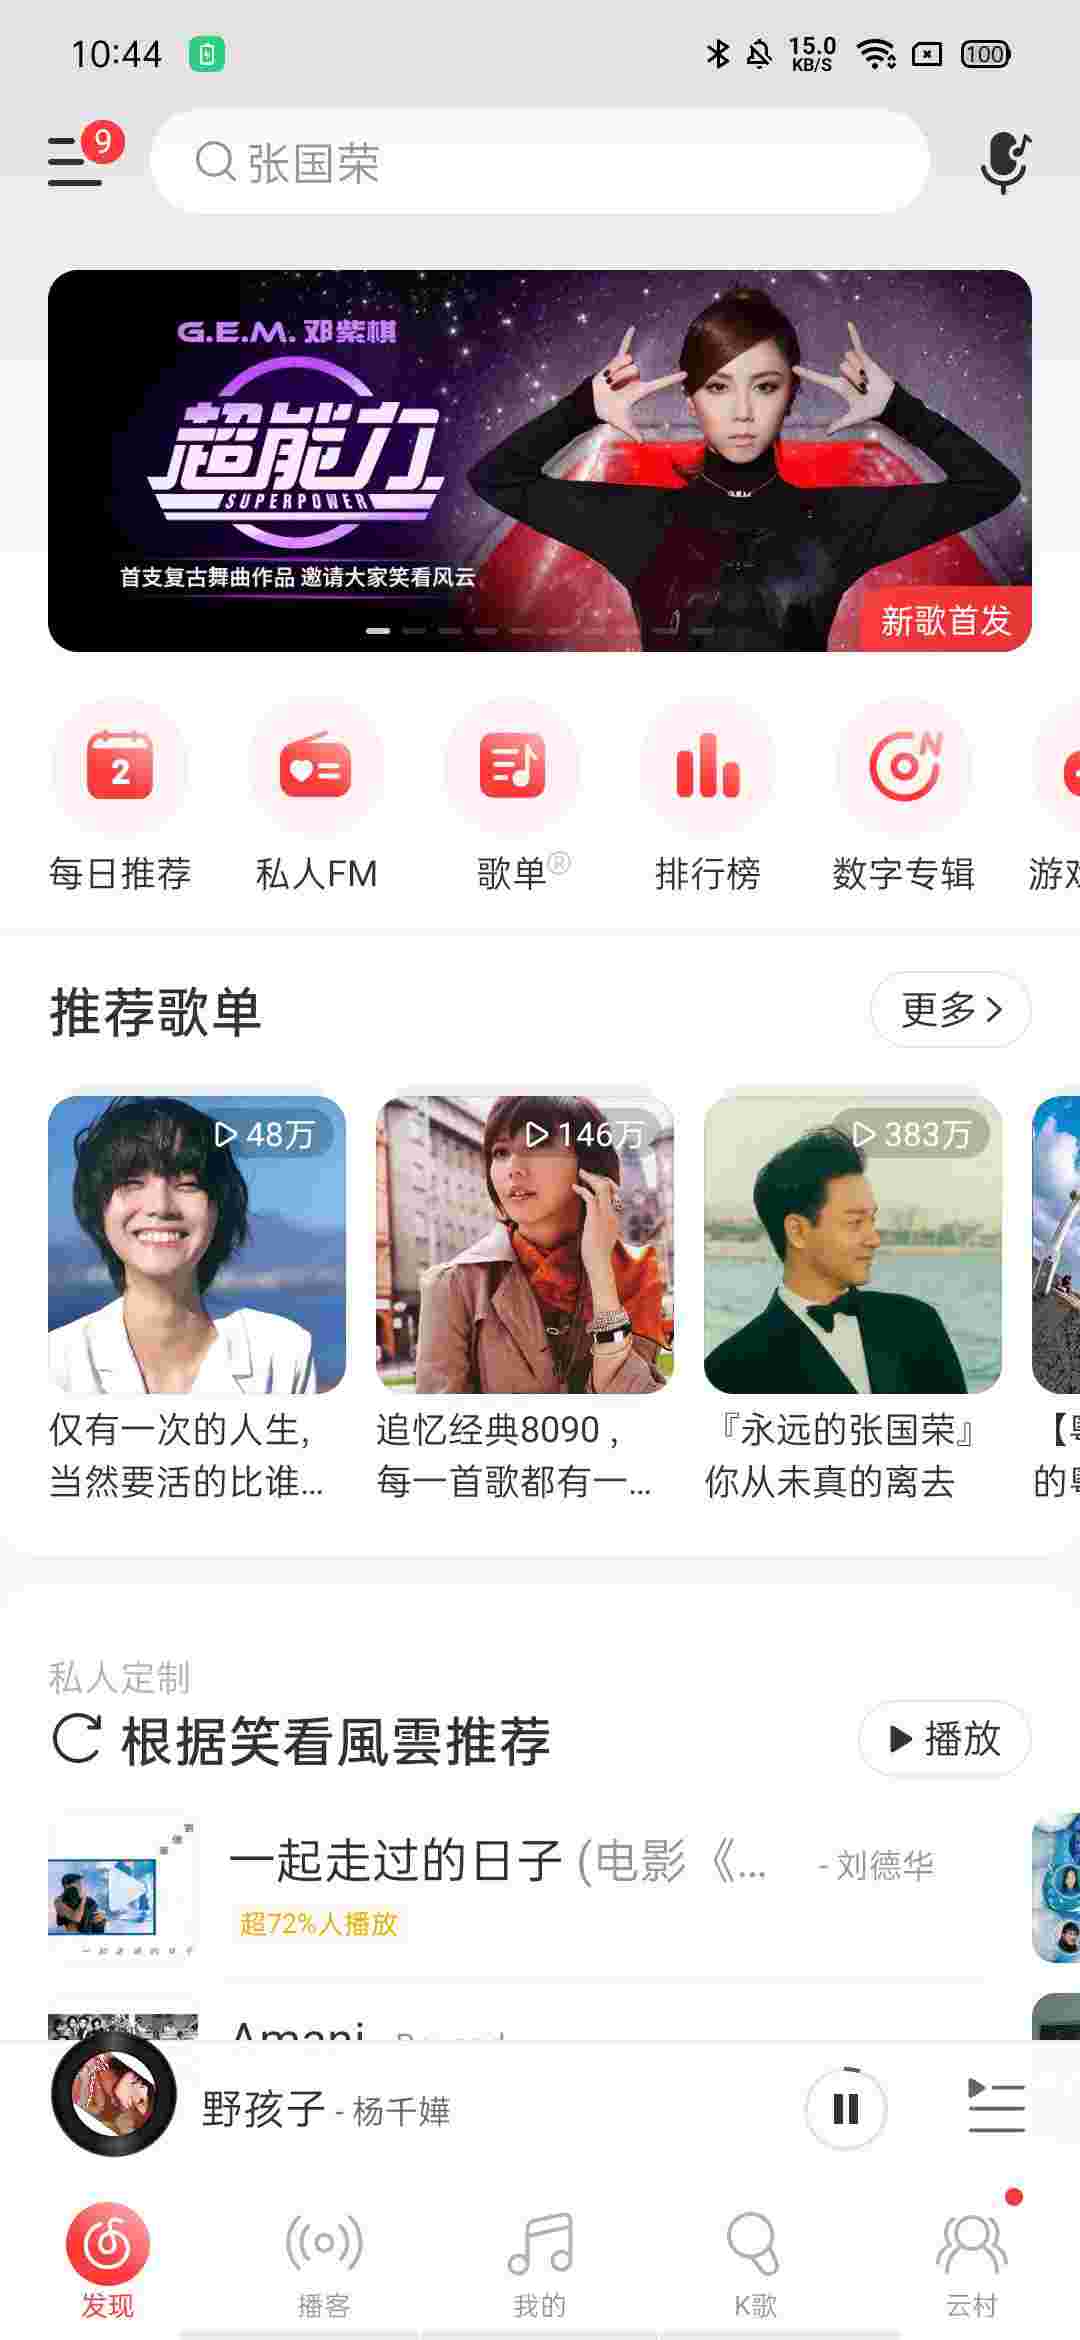 10:44
15.0
KB/S
100
9
张国荣
G.E.M. 邓紫棋
超能力
SUPERPOWER
首支复古舞曲作品 邀请大家笑看风云
新歌首发
2
每日推荐
私人FM
歌单®
排行榜
数字专辑
推荐歌单
更多
48万
146万
383万
仅有一次的人生,
当然要活的比谁...
追忆经典8090 ,
每一首歌都有一...
『永远的张国荣』
你从未真的离去
的
私人定制
根据笑看風雲推荐
播放
一起走过的日子 (电影《... - 刘德华
超72%人播放
Amani
野孩子 - 杨千嬅
发现
播客
我的
K歌
云村